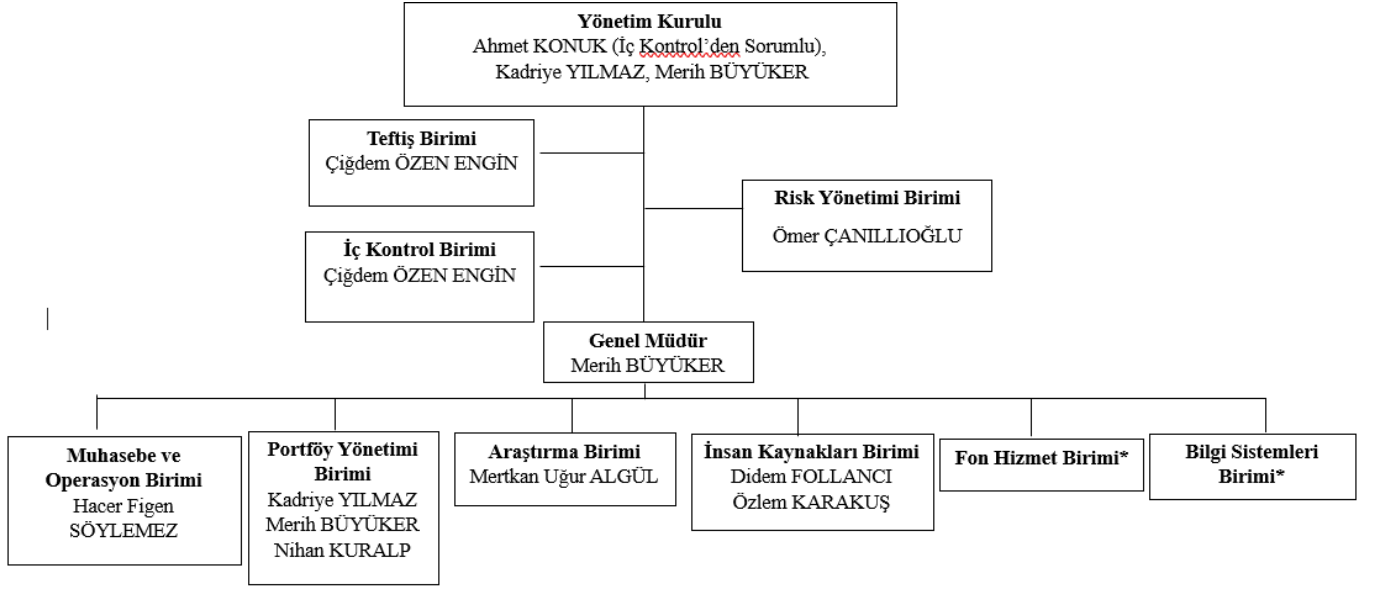 Yönetim Kurulu
Ahmet KONUK (İç Kontrol’den Sorumlu),
Kadriye YILMAZ, Merih BÜYÜKER
Teftiş Birimi
Çiğdem ÖZEN ENGİN
Risk Yönetimi Birimi
Ömer ÇANILLIOĞLU
İç Kontrol Birimi
Çiğdem ÖZEN ENGİN
Genel Müdür
Merih BÜYÜKER
Muhasebe ve
Operasyon Birimi
Hacer Figen
SÖYLEMEZ
Portföy Yönetimi
Birimi
Kadriye YILMAZ
Merih BÜYÜKER
Nihan KURALP
Araştırma Birimi
Mertkan Uğur ALGÜL
İnsan Kaynakları Birimi
Didem FOLLANCI
Özlem KARAKUŞ
Fon Hizmet Birimi*
Bilgi Sistemleri
Birimi*